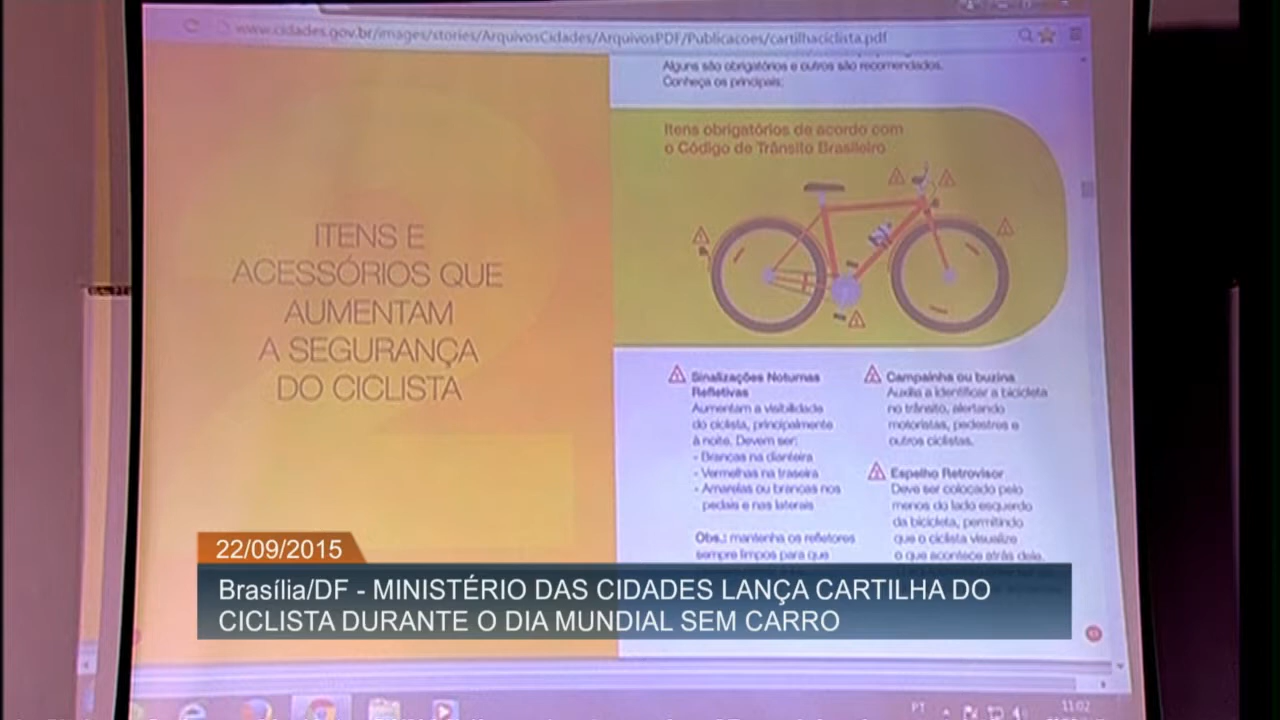 www.cidades.gov.br/images/stories/ArquivosCidades/ArquivosPDF/Publicacoes/cartilhaciclista.pdf
Alguns são obrigatórios e outros são recomendados.
Conheça os principais:
Itens obrigatórios de acordo com
o Código de Trânsito Brasileiro
ITENS E
ACESSÓRIOS QUE
AUMENTAM
A SEGURANÇA
DO CICLISTA
Sinalizações Noturnas
Refletivas
Aumentam a visibilidade
do ciclista, principalmente
à noite. Devem ser:
- Brancas na dianteira
- Vermelhas na traseira
- Amarelas ou brancas nos
pedais e nas laterais
Obs.: mantenha os refletores
sempre limpos para que
Campainha ou buzina
Auxilia a identificar a bicicleta
no trânsito, alertando
motoristas, pedestres e
outros ciclistas.
Espelho Retrovisor
Deve ser colocado pelo
menos do lado esquerdo
da bicicleta, permitindo
que o ciclista visualize
o que acontece atrás dele.
22/09/2015
Brasília/DF - MINISTÉRIO DAS CIDADES LANÇA CARTILHA DO
CICLISTA DURANTE O DIA MUNDIAL SEM CARRO
PT
11:02